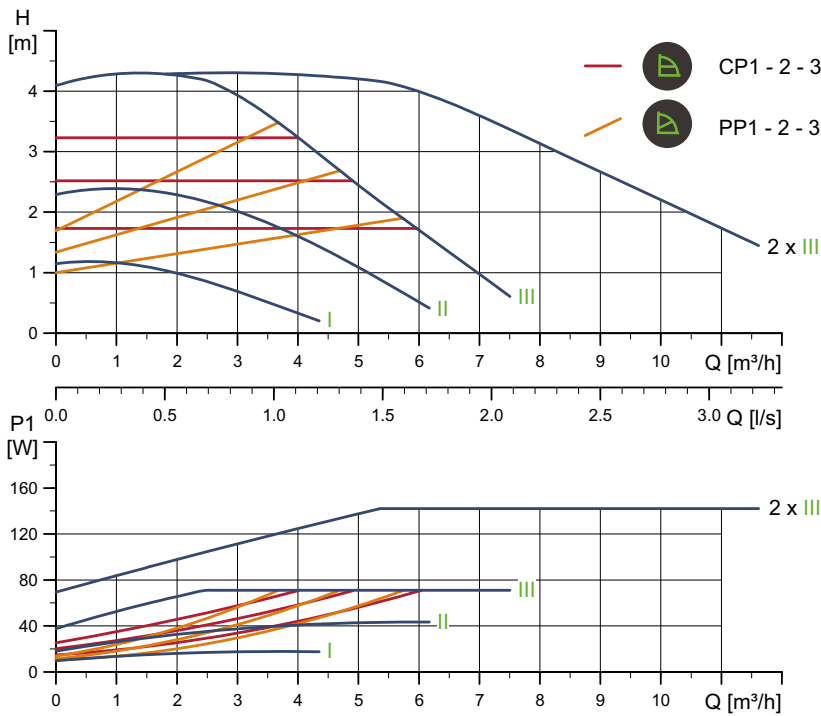 H
[m]
CP1 - 2 - 3
4
PP1 - 2 - 3
3
2
2 x III
1
III
II
I
0
0 1 2 3 4 5 6 7 8 9 10 Q [m³/h]
0.0 0.5 1.0 1.5 2.0 2.5 3.0 Q [l/s]
P1
[W]
160
2 x III
120
80
III
40
II
I
0
0 1 2 3 4 5 6 7 8 9 10 Q [m³/h]